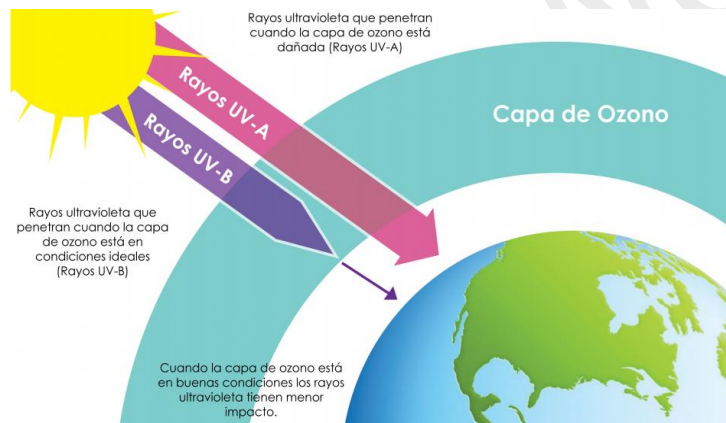 Rayos ultravioleta que penetran
cuando la capa de ozono está
dañada (Rayos UV-A)
Rayos UV-A
Rayos UV-B
Capa de Ozono
Rayos ultravioleta que
penetran cuando la capa
de ozono está en
condiciones ideales
(Rayos UV-B)
Cuando la capa de ozono está
en buenas condiciones los rayos
ultravioleta tienen menor
impacto.